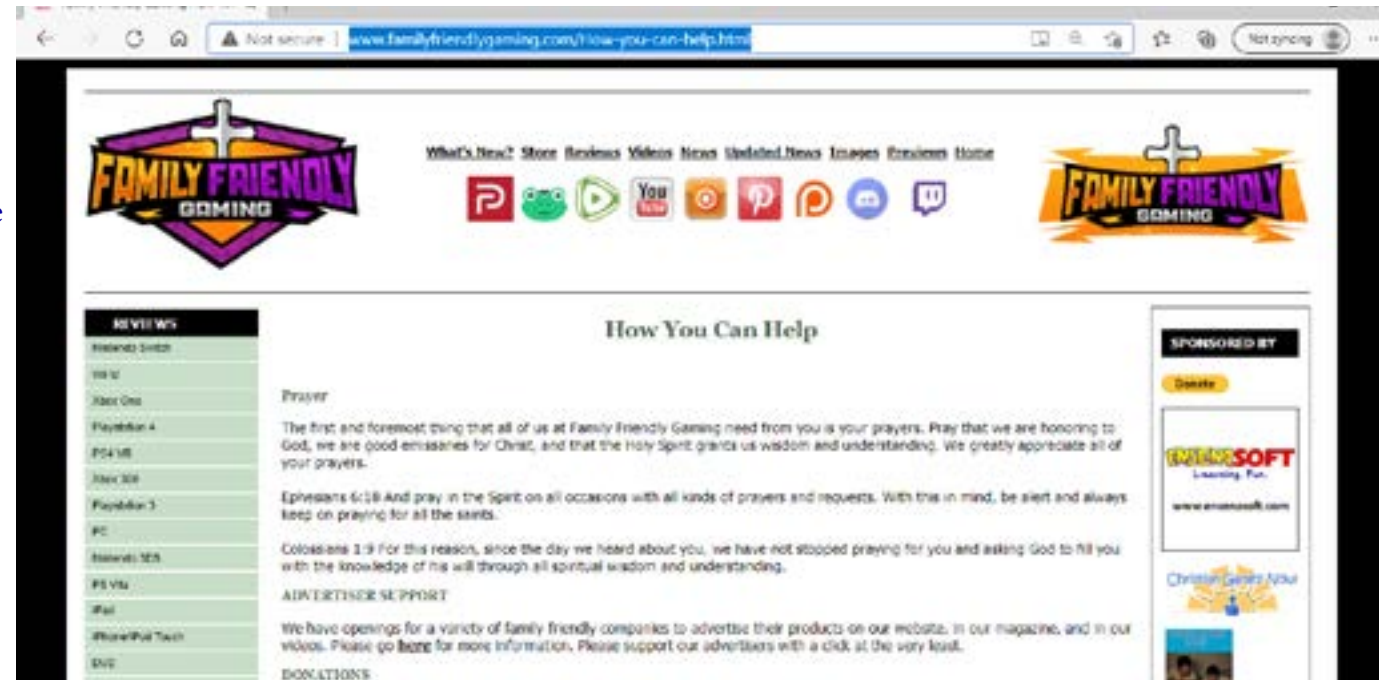 Not secure
www.familyfriendlygaming.com/How-you-can-help.html
Not syncing
FAMILY FRIENDLY
GAMING
What's New? Store Reviews Videos News Updated News Images Previews Home
You
Tube
FAMILY FRIENDLY
GAMING
REVIEWS
Nintendo Switch
Wii U
Xbox One
Playstation 4
PS4 VR
Xbox 360
Playstation 3
PC
Nintendo 3DS
PS Vita
iPad
iPhone/iPod Touch
DVD
How You Can Help
Prayer
The first and foremost thing that all of us at Family Friendly Gaming need from you is your prayers. Pray that we are honoring to
God, we are good emissaries for Christ, and that the Holy Spirit grants us wisdom and understanding. We greatly appreciate all of
your prayers.
Ephesians 6:18 And pray in the Spirit on all occasions with all kinds of prayers and requests. With this in mind, be alert and always
keep on praying for all the saints.
Colossians 1:9 For this reason, since the day we heard about you, we have not stopped praying for you and asking God to fill you
with the knowledge of his will through all spiritual wisdom and understanding.
ADVERTISER SUPPORT
We have openings for a variety of family friendly companies to advertise their products on our website, in our magazine, and in our
videos. Please go here for more information. Please support our advertisers with a click at the very least.
DONATIONS
SPONSORED BY
Donate
SOFT
Learning. Fun.
Christian Games Now